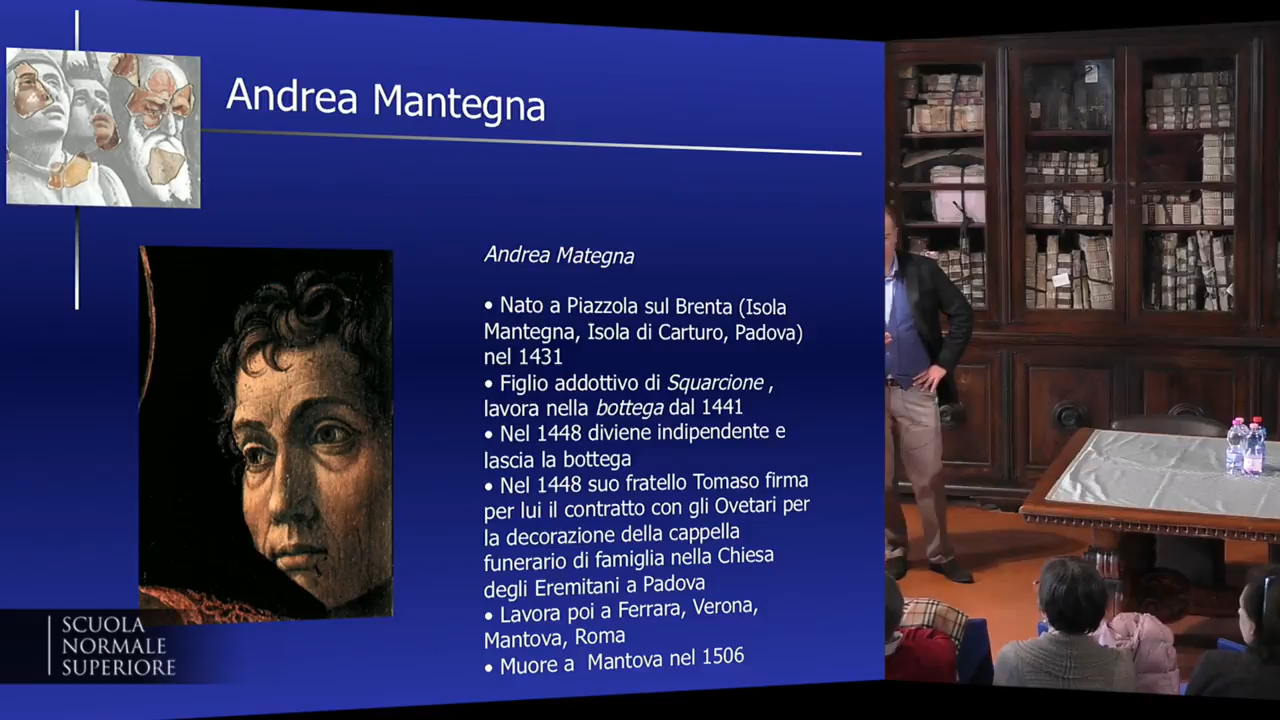 Andrea Mantegna
Andrea Mategna
• Nato a Piazzola sul Brenta (Isola
Mantegna, Isola di Carturo, Padova)
nel 1431
• Figlio addottivo di Squarcione ,
lavora nella bottega dal 1441
• Nel 1448 diviene indipendente e
lascia la bottega
• Nel 1448 suo fratello Tomaso firma
per lui il contratto con gli Ovetari per
la decorazione della cappella
funerario di famiglia nella Chiesa
degli Eremitani a Padova
• Lavora poi a Ferrara, Verona,
Mantova, Roma
• Muore a Mantova nel 1506
SCUOLA
NORMALE
SUPERIORE